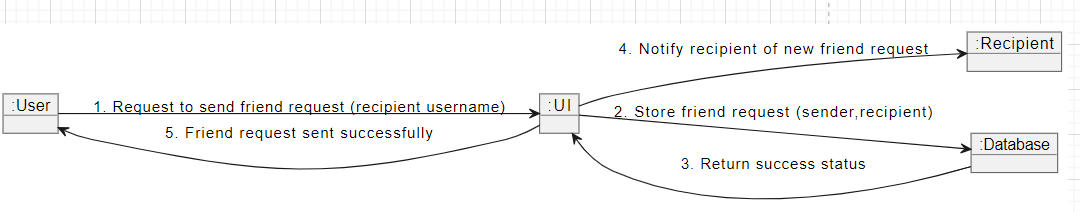 :Recipient
4. Notify recipient of new friend request
:User
1. Request to send friend request (recipient username)
:UI
2. Store friend request (sender,recipient)
5. Friend request sent successfully
:Database
3. Return success status